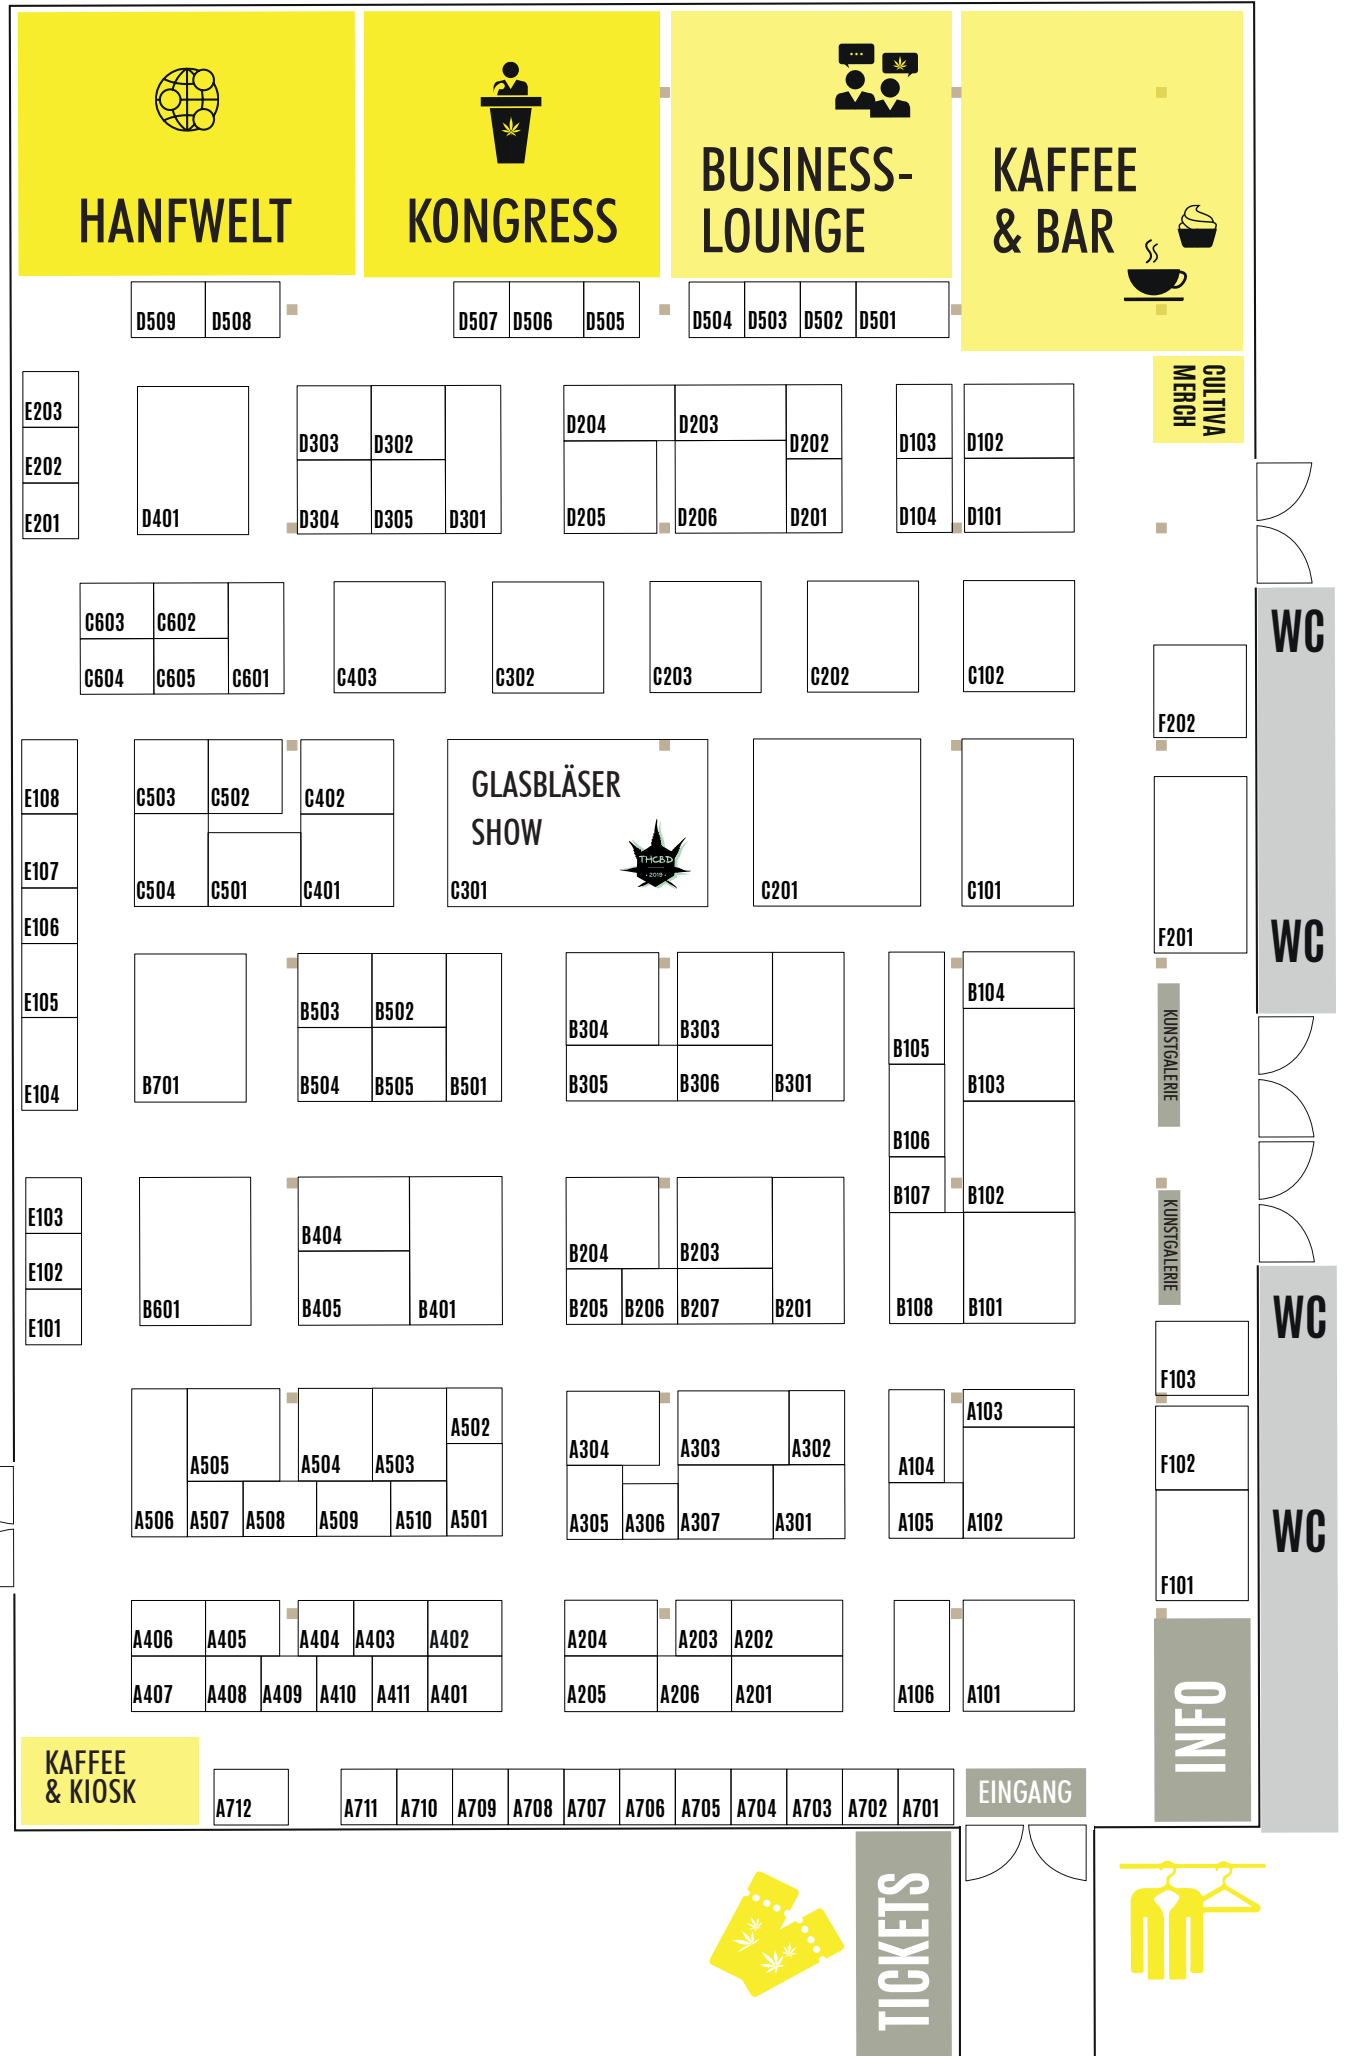 HANFWELT
KONGRESS
BUSINESS-
LOUNGE
KAFFEE
& BAR
D509 D508
D507 D506 D505
D504 D503 D502 D501
CULTIVA
MERCH
E203
E202
E201
D401
D303 D302
D304 D305 D301
D204 D203 D202
D205 D206 D201
D103 D102
D104 D101
C603 C602
C604 C605 C601
C403
C302
C203
C202
C102
WC
F202
E108
E107
E106
E105
E104
C503 C502 C402
C504 C501 C401
GLASBLÄSER
SHOW
THCBD
• 2019 •
C301
C201
C101
F201
WC
B701
B503 B502
B504 B505 B501
B304 B303
B305 B306 B301
B104
B105
B103
B106
B107 B102
B108 B101
KUNSTGALERIE
KUNSTGALERIE
E103
E102
E101
B601
B404
B405 B401
B204 B203
B205 B206 B207 B201
WC
F103
F102
F101
WC
A502
A505 A504 A503
A506 A507 A508 A509 A510 A501
A304 A303 A302
A305 A306 A307 A301
A103
A104
A105 A102
A406 A405 A404 A403 A402
A407 A408 A409 A410 A411 A401
A204 A203 A202
A205 A206 A201
A106 A101
INFO
KAFFEE
& KIOSK
A712
A711 A710 A709 A708 A707 A706 A705 A704 A703 A702 A701
EINGANG
TICKETS